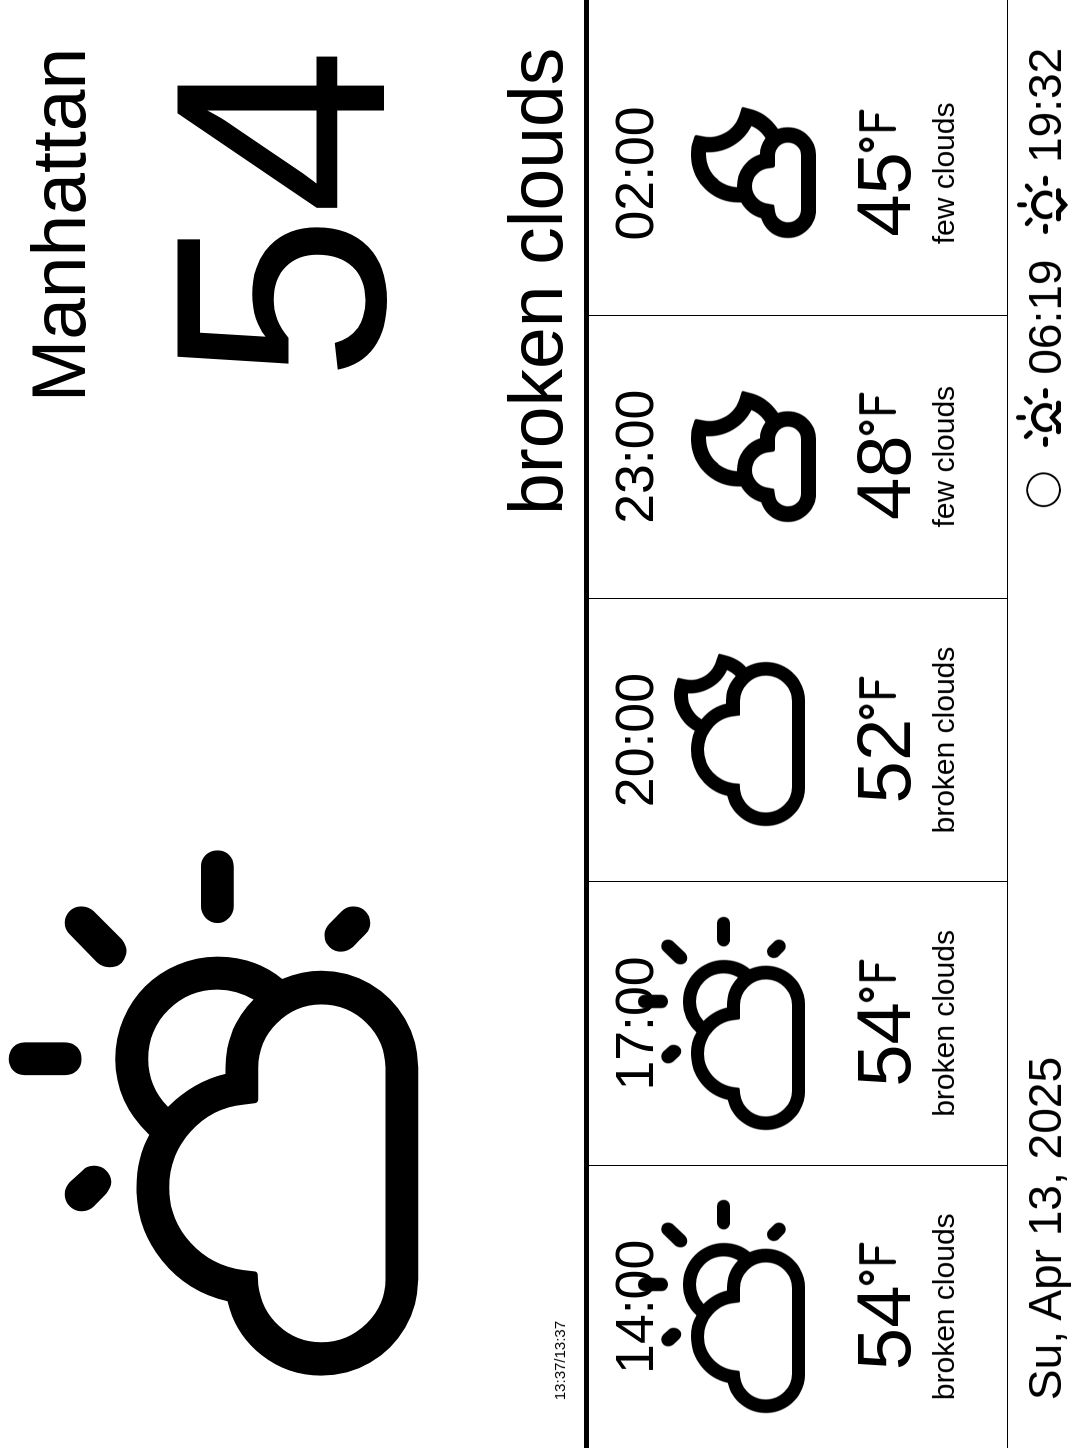 Manhattan
54
broken clouds
13:37/13:37
14:00
54°F
broken clouds
17:00
54°F
broken clouds
20:00
52°F
broken clouds
23:00
48°F
few clouds
02:00
45°F
few clouds
Su, Apr 13, 2025
06:19 19:32